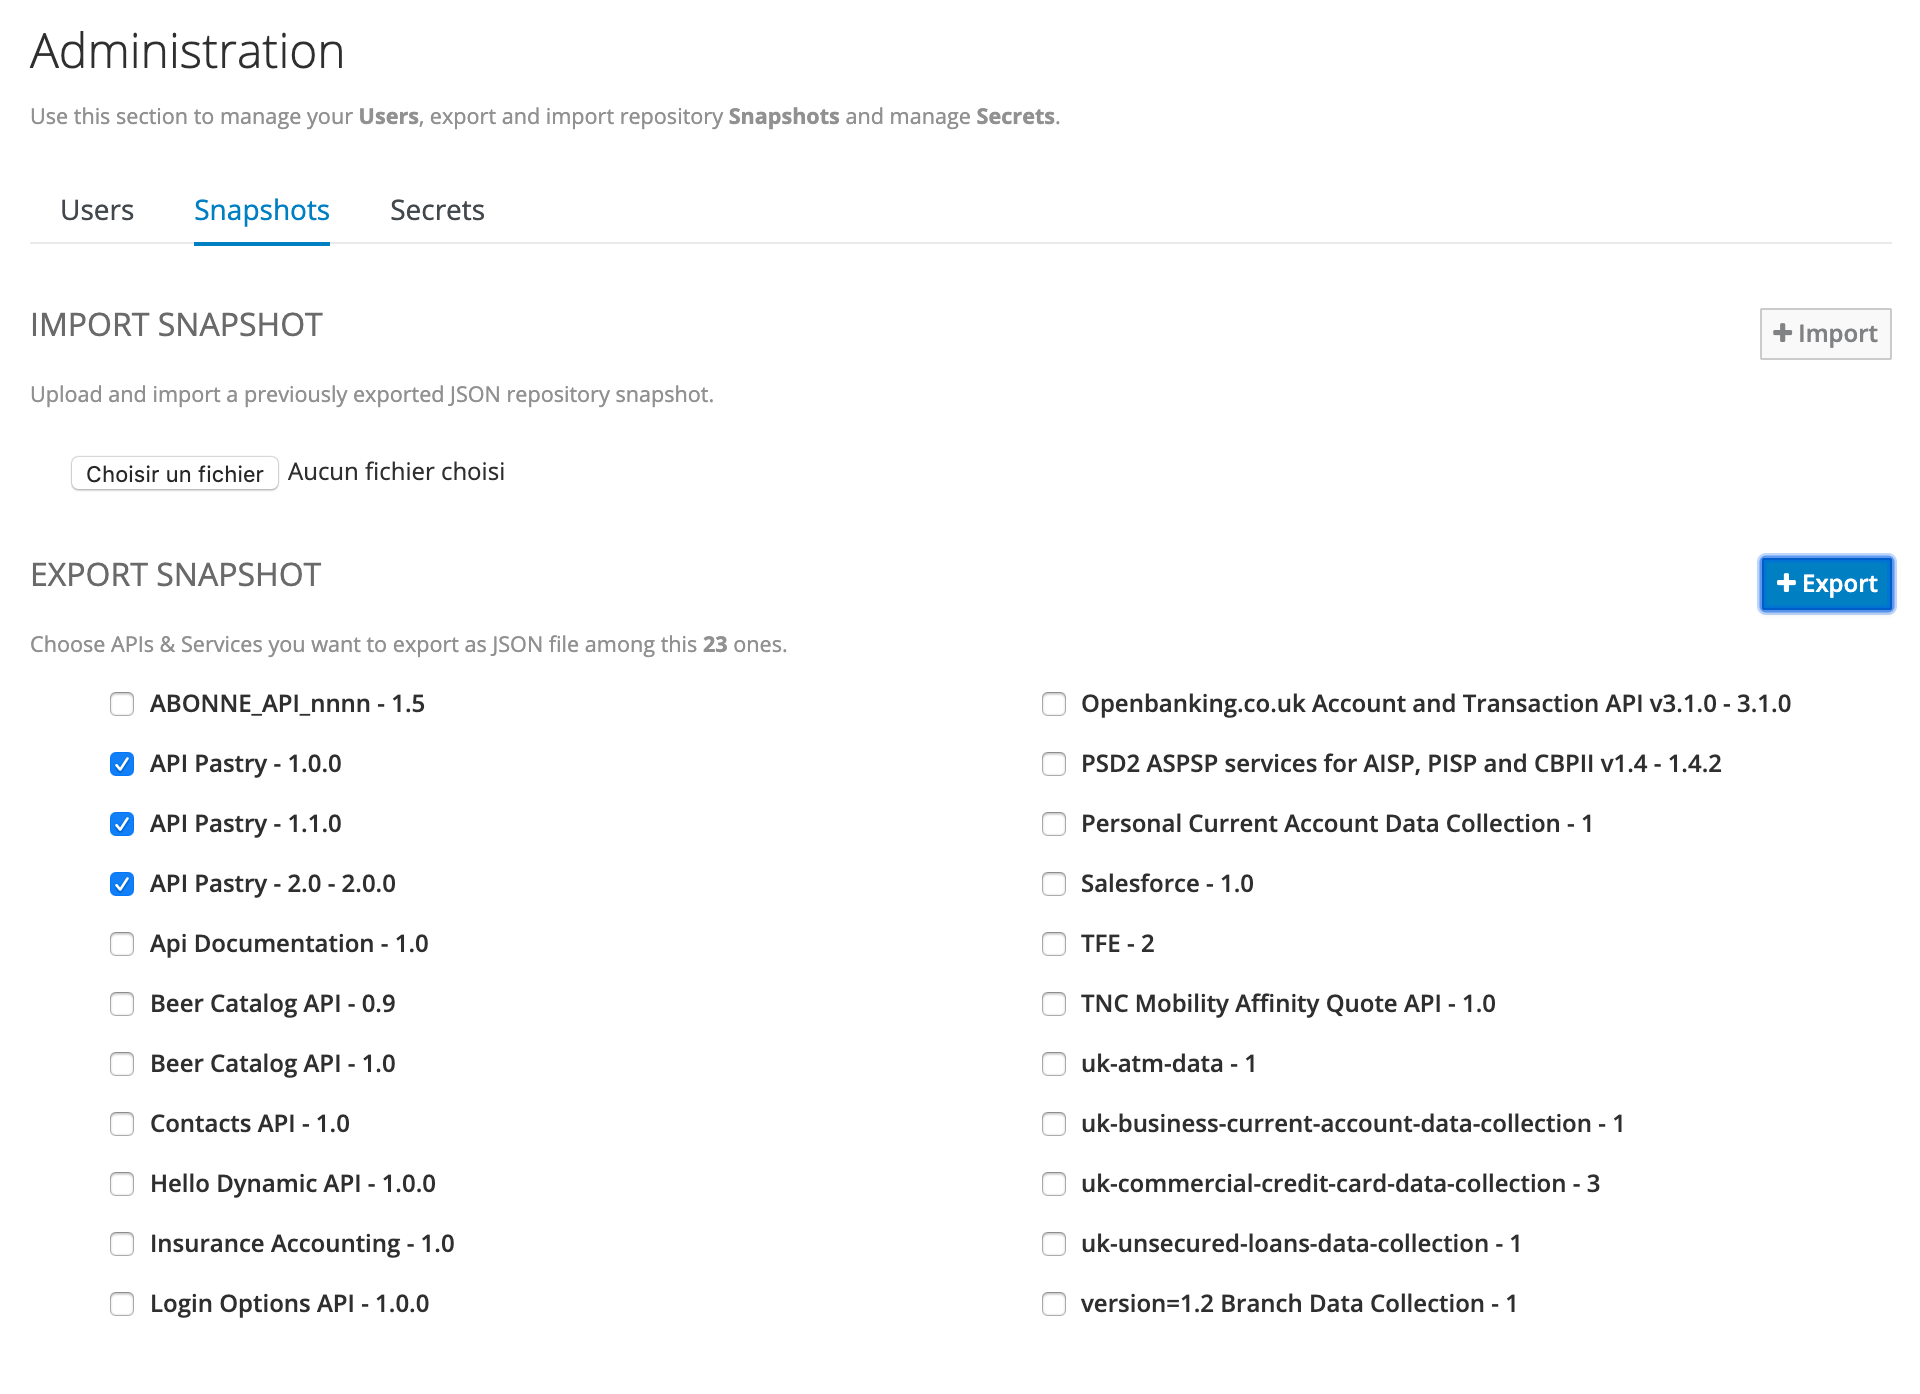 Administration
Use this section to manage your Users, export and import repository Snapshots and manage Secrets.
Users Snapshots Secrets
IMPORT SNAPSHOT
Import
Upload and import a previously exported JSON repository snapshot.
Choisir un fichier Aucun fichier choisi
EXPORT SNAPSHOT
Export
Choose APIs & Services you want to export as JSON file among this 23 ones.
ABONNE_API_nnnn - 1.5
API Pastry - 1.0.0
API Pastry - 1.1.0
API Pastry - 2.0 - 2.0.0
Api Documentation - 1.0
Beer Catalog API - 0.9
Beer Catalog API - 1.0
Contacts API - 1.0
Hello Dynamic API - 1.0.0
Insurance Accounting - 1.0
Login Options API - 1.0.0
Openbanking.co.uk Account and Transaction API v3.1.0 - 3.1.0
PSD2 ASPSP services for AISP, PISP and CBPII v1.4 - 1.4.2
Personal Current Account Data Collection - 1
Salesforce - 1.0
TFE - 2
TNC Mobility Affinity Quote API - 1.0
uk-atm-data - 1
uk-business-current-account-data-collection - 1
uk-commercial-credit-card-data-collection - 3
uk-unsecured-loans-data-collection - 1
version=1.2 Branch Data Collection - 1